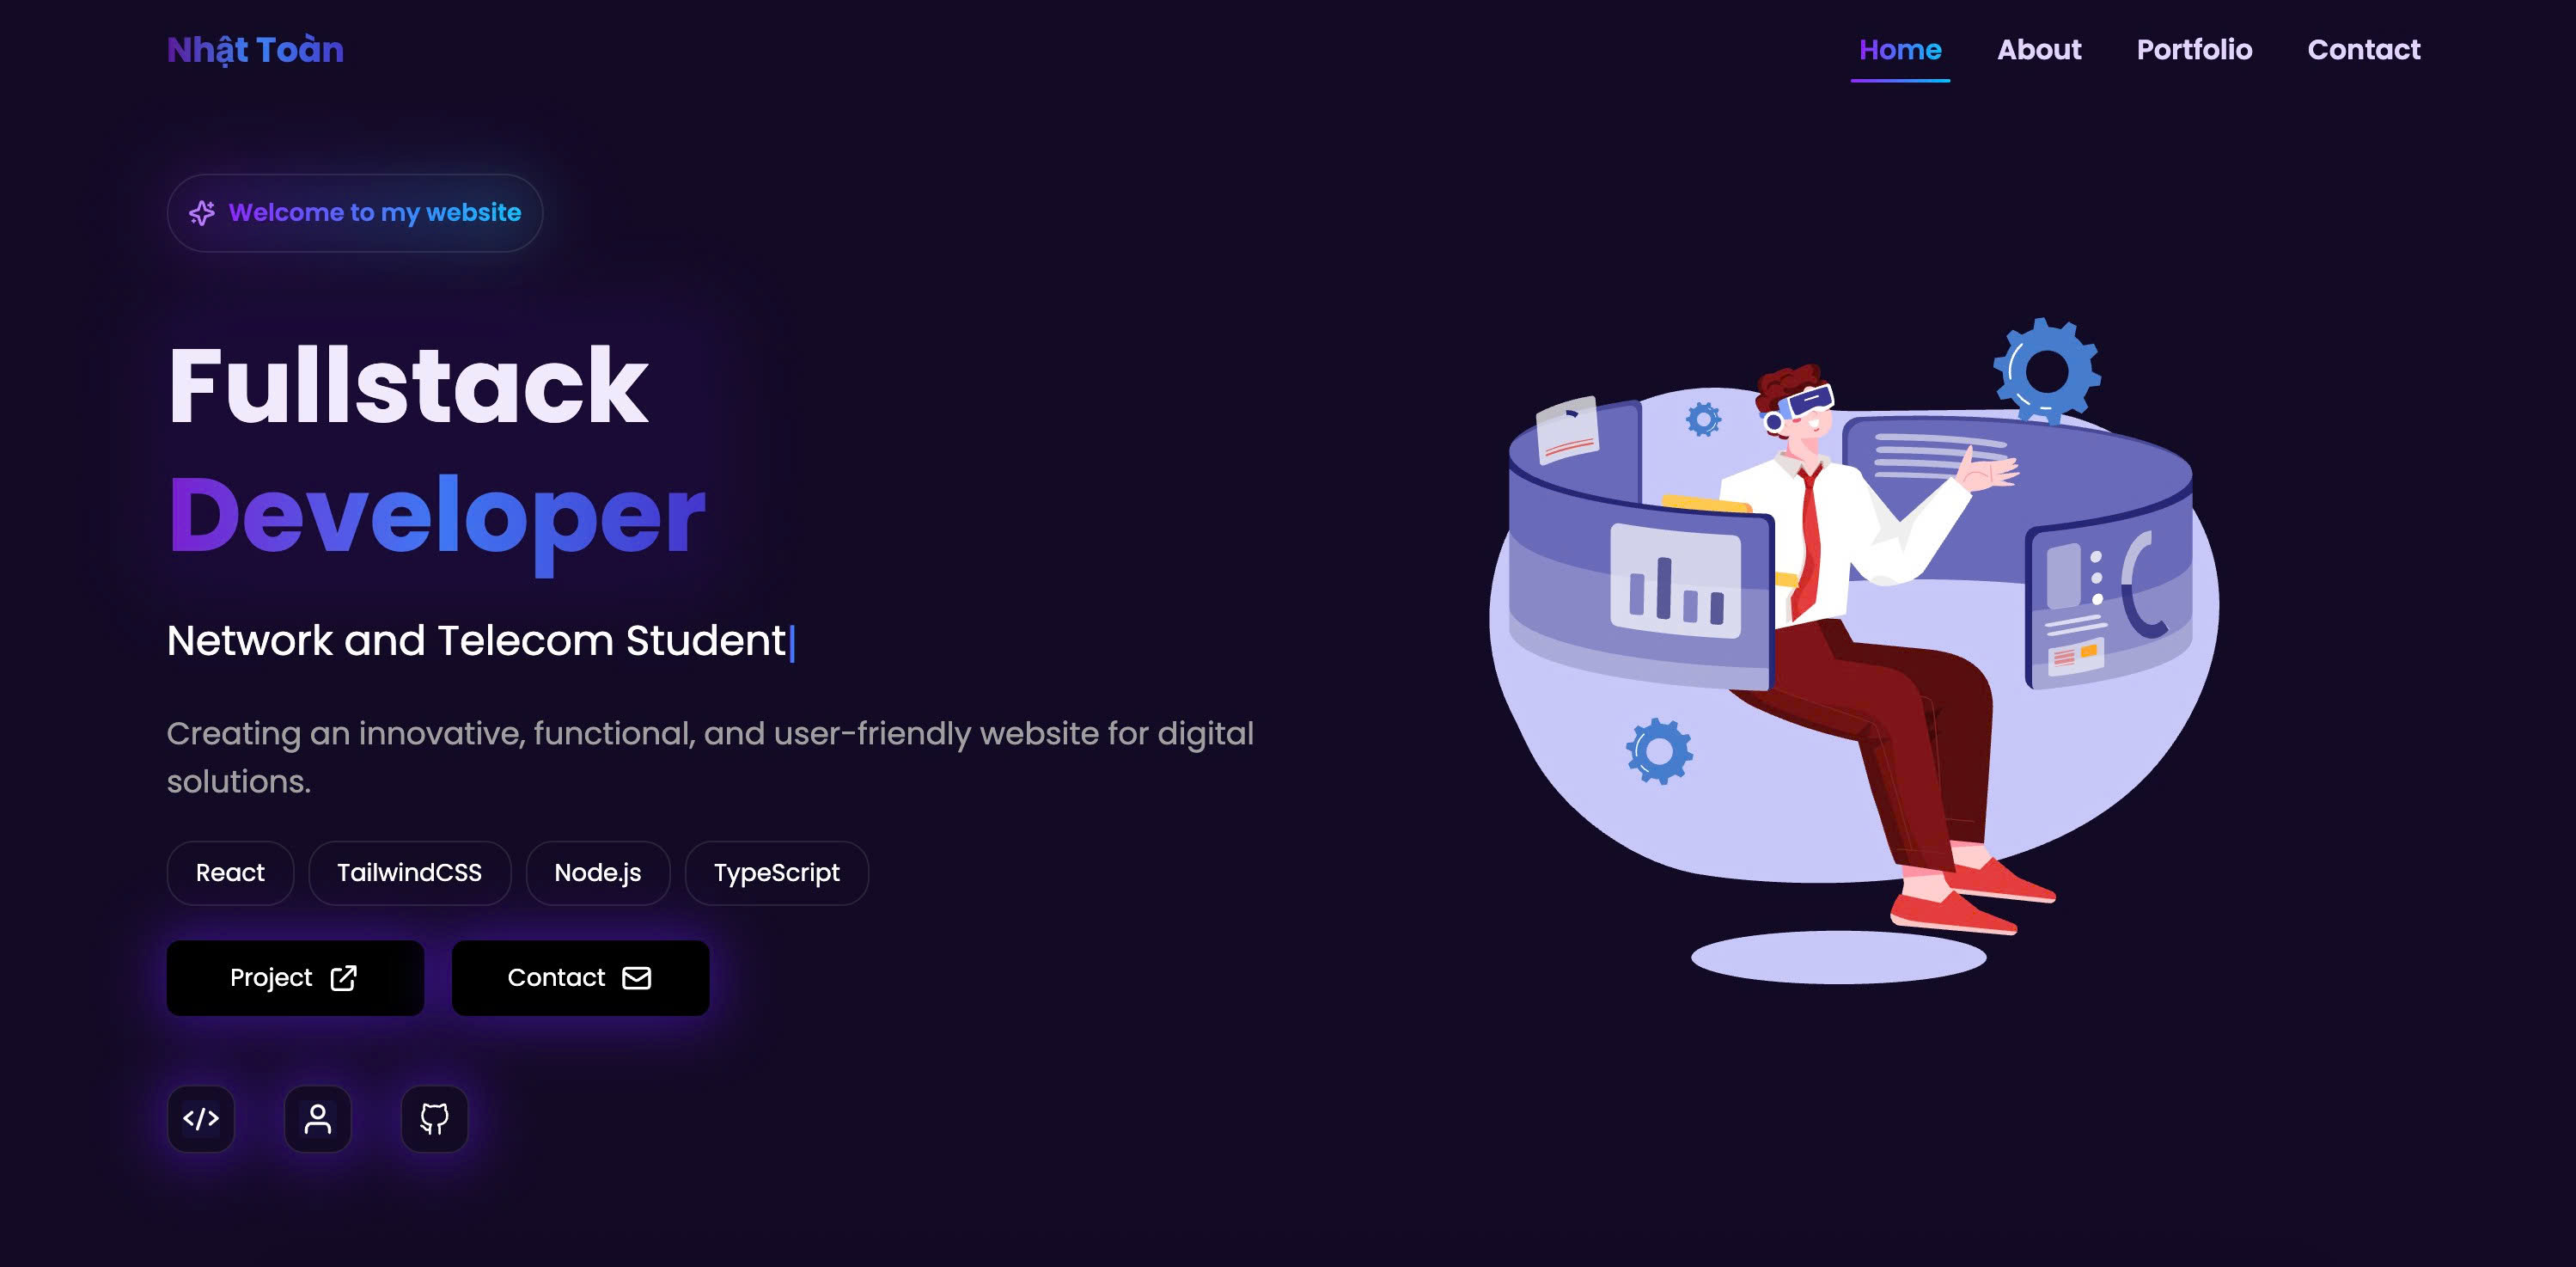 Nhật Toàn
Home About Portfolio Contact
Welcome to my website
Fullstack
Developer
Network and Telecom Student
Creating an innovative, functional, and user-friendly website for digital
solutions.
React TailwindCSS Node.js TypeScript
Project Contact